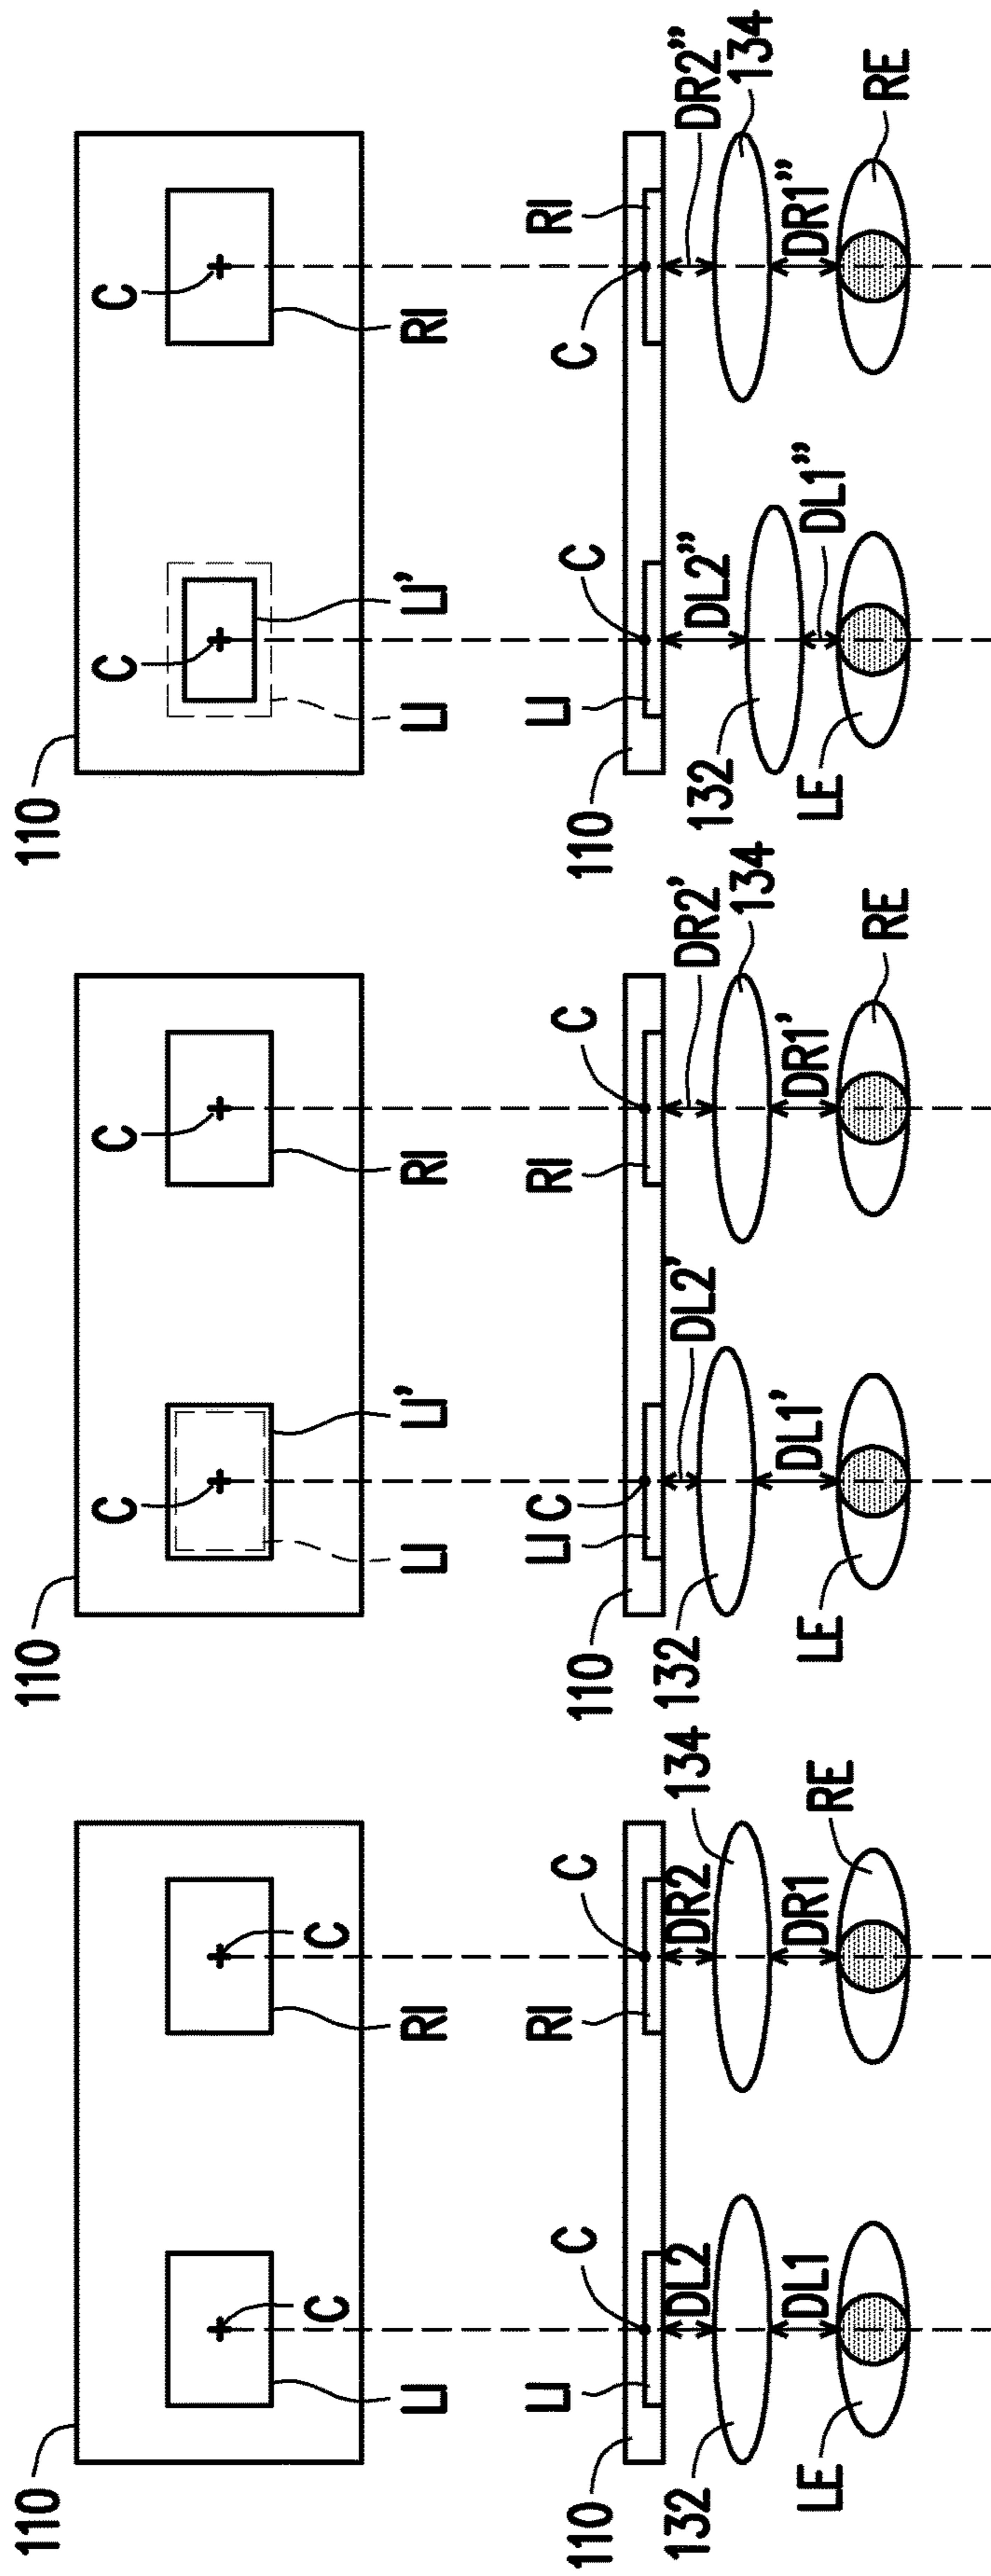 110
C
C
LI
RI
LI
C
RI
C
110
132
DL2
DR2
134
DL1
DR1
LE
RE
110
C
C
LI
LI'
RI
LI
C
RI
C
110
132
DL2'
DR2'
134
DL1'
DR1'
LE
RE
110
C
C
LI
LI'
RI
LI
C
C
RI
110
132
DL2"
DR2"
134
DL1"
DR1"
LE
RE